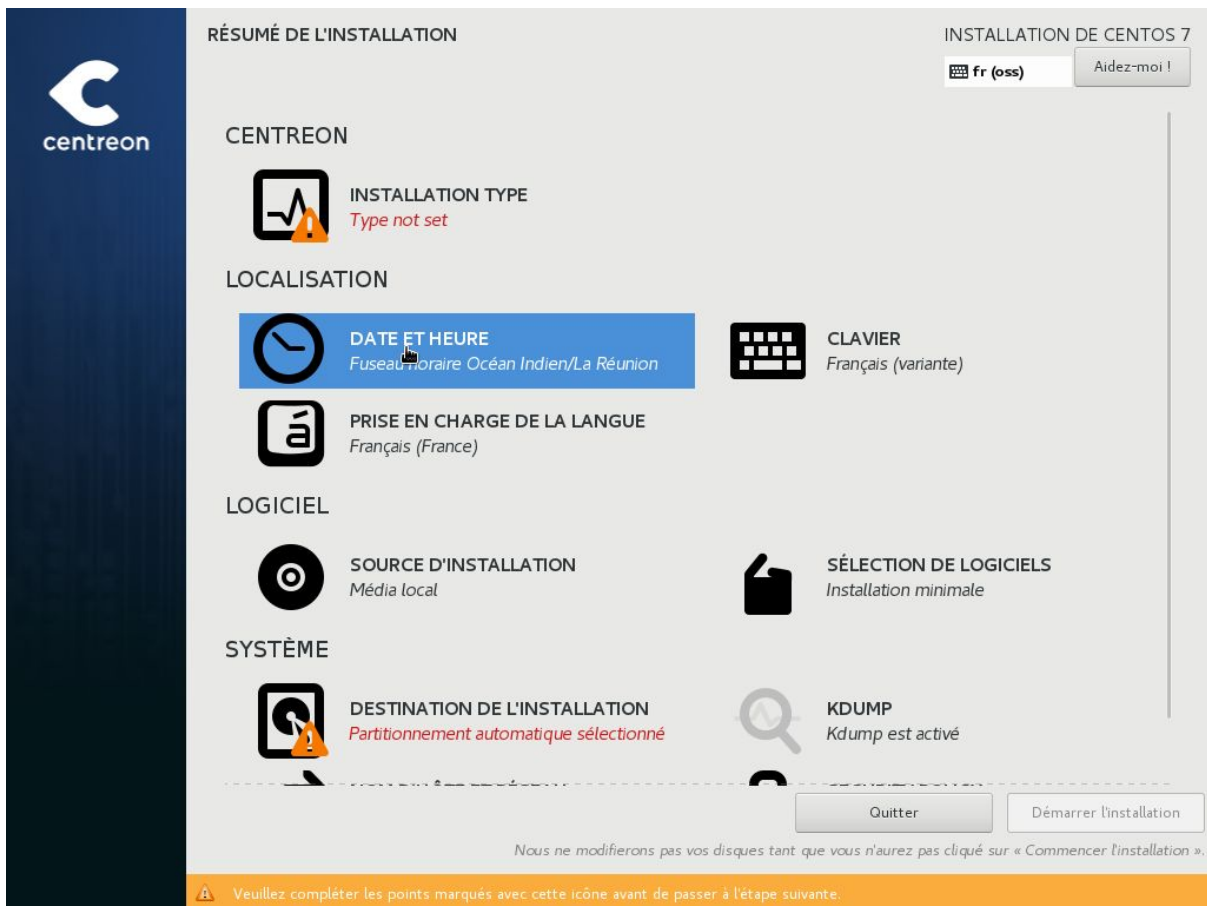 RÉSUMÉ DE L'INSTALLATION
INSTALLATION DE CENTOS 7
fr (oss)
Aidez-moi !
centreon
CENTREON
INSTALLATION TYPE
Type not set
LOCALISATION
DATE ET HEURE
Fuseau horaire Océan Indien/La Réunion
CLAVIER
Français (variante)
PRISE EN CHARGE DE LA LANGUE
Français (France)
LOGICIEL
SOURCE D'INSTALLATION
Média local
SÉLECTION DE LOGICIELS
Installation minimale
SYSTÈME
DESTINATION DE L'INSTALLATION
Partitionnement automatique sélectionné
KDUMP
Kdump est activé
Quitter
Démarrer l'installation
Nous ne modifierons pas vos disques tant que vous n'aurez pas cliqué sur « Commencer l'installation ».
Veuillez compléter les points marqués avec cette icône avant de passer à l'étape suivante.